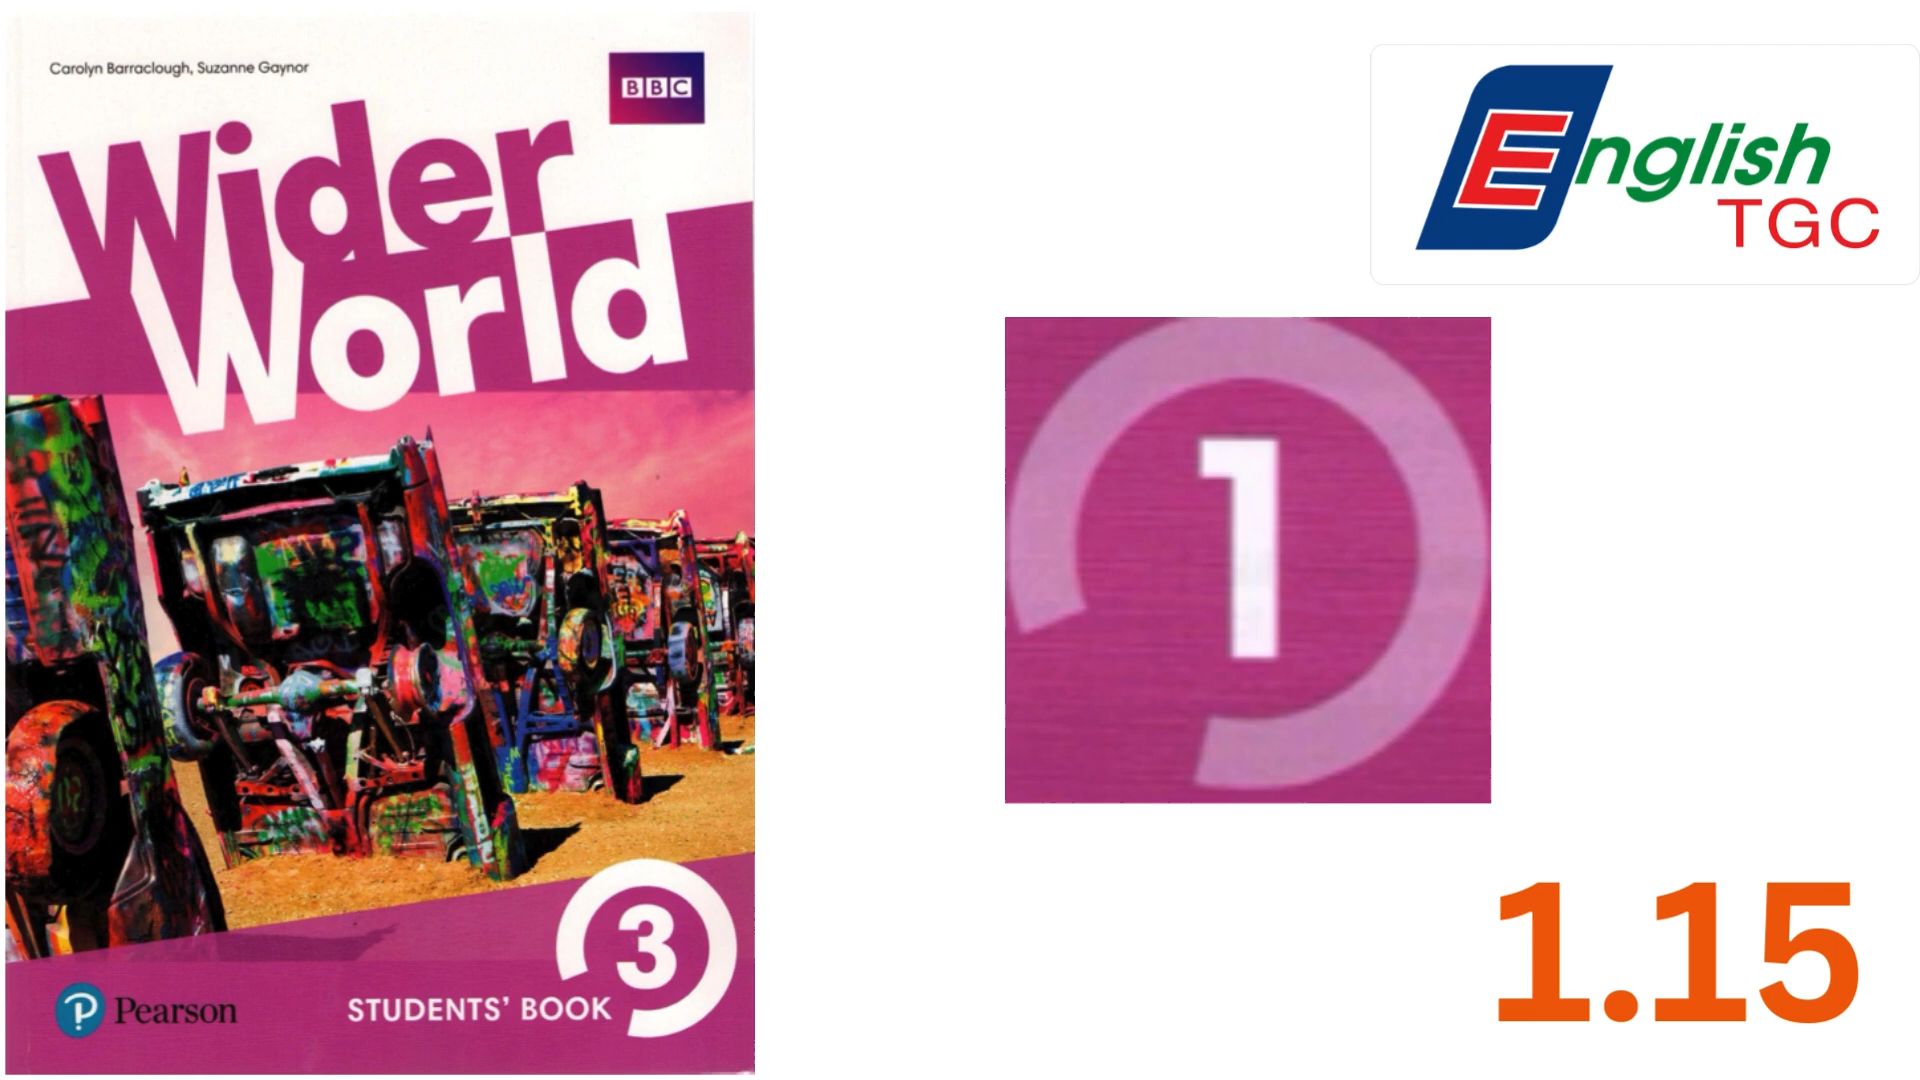 Carolyn Barraclough, Suzanne Gaynor
BBC
Wider
World
3
Pearson
STUDENTS' BOOK
English
TGC
1
1.15